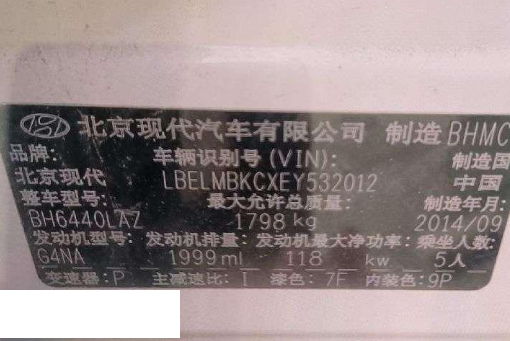 北京现代汽车有限公司 制造 BHMC
品牌: 车辆识别号(VIN): 制造国
北京现代 LBELMBKCXEY532012 中国
整车型号: 最大允许总质量: 制造年月:
BH6440LAZ 1798 kg 2014/09
发动机型号: 发动机排量: 发动机最大净功率: 乘坐人数:
G4NA 1999 ml 118 kw 5人
变速器: P 主减速比: I 漆色: 7F 内装色: 9P